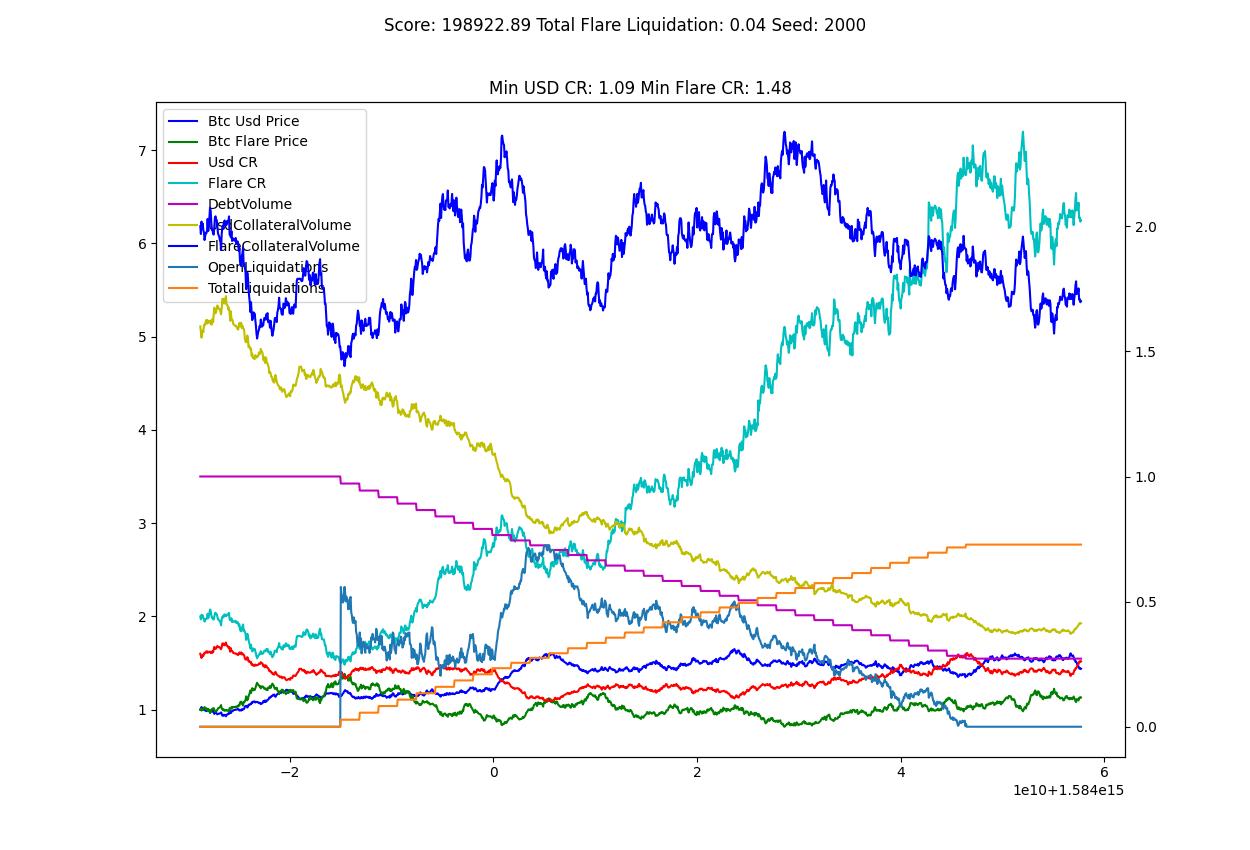 Score: 198922.89 Total Flare Liquidation: 0.04 Seed: 2000
Min USD CR: 1.09 Min Flare CR: 1.48
Btc Usd Price
Btc Flare Price
Usd CR
Flare CR
DebtVolume
UsdCollateralVolume
FlareCollateralVolume
OpenLiquidations
TotalLiquidations
7
6
5
4
3
2
1
2.0
1.5
1.0
0.5
0.0
−2
0
2
4
6
1e10+1.584e15